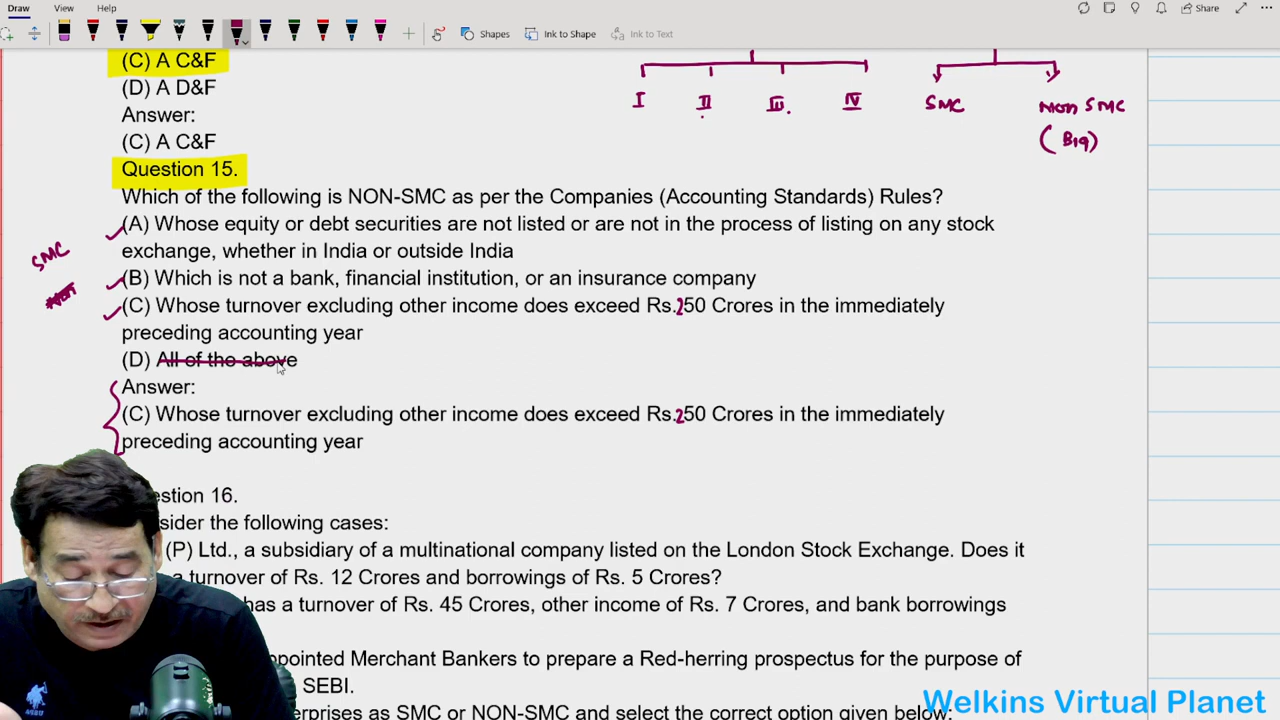 Draw View Help
Share
Shapes Ink to Shape Ink to Text
(C) A C&F
(D) A D&F
Answer:
(C) A C&F
I II III. IV SMC Non SMC
(Big)
Question 15.
Which of the following is NON-SMC as per the Companies (Accounting Standards) Rules?
(A) Whose equity or debt securities are not listed or are not in the process of listing on any stock
exchange, whether in India or outside India
SMC
(B) Which is not a bank, financial institution, or an insurance company
(C) Whose turnover excluding other income does exceed Rs.250 Crores in the immediately
preceding accounting year
(D) All of the above
Answer:
(C) Whose turnover excluding other income does exceed Rs.250 Crores in the immediately
preceding accounting year
estion 16.
sider the following cases:
(P) Ltd., a subsidiary of a multinational company listed on the London Stock Exchange. Does it
a turnover of Rs. 12 Crores and borrowings of Rs. 5 Crores?
has a turnover of Rs. 45 Crores, other income of Rs. 7 Crores, and bank borrowings
ppointed Merchant Bankers to prepare a Red-herring prospectus for the purpose of
SEBI.
erprises as SMC or NON-SMC and select the correct option given below:
Welkins Virtual Planet